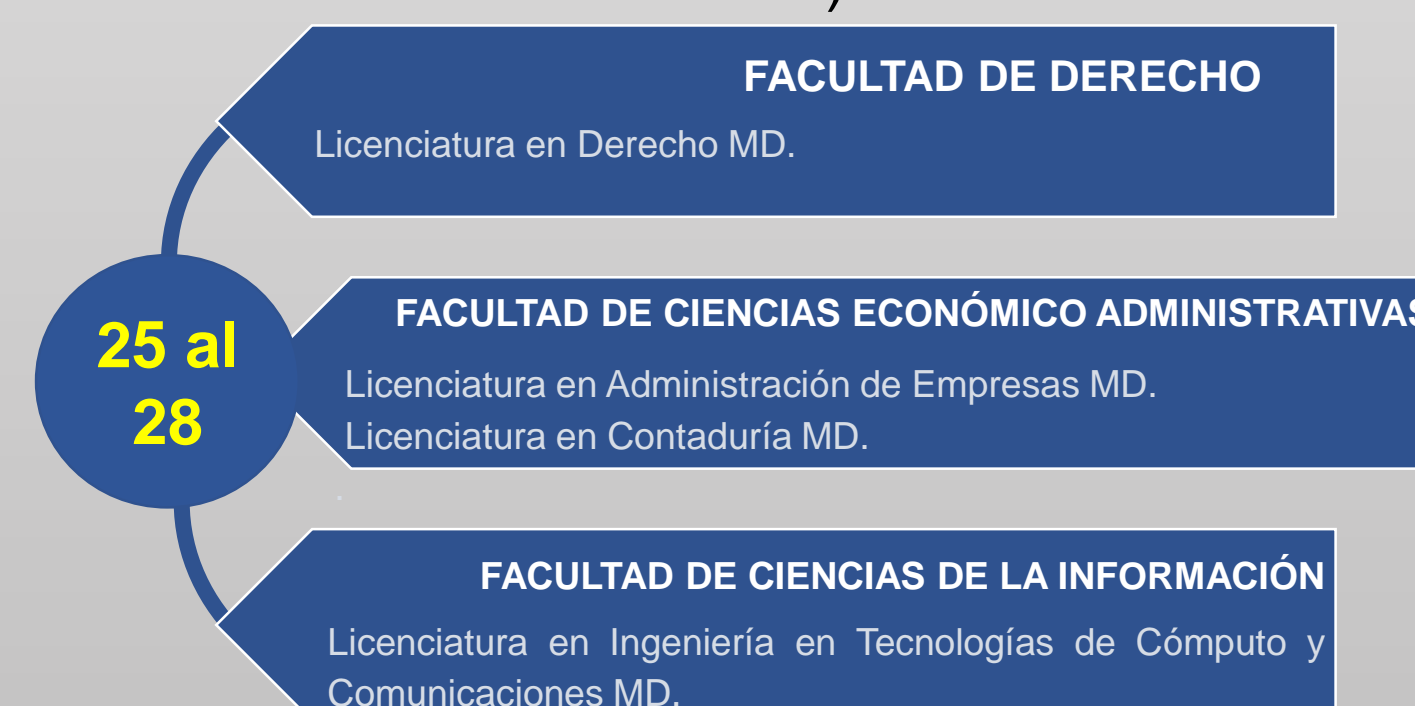 FACULTAD DE DERECHO
Licenciatura en Derecho MD.
25 al
28
FACULTAD DE CIENCIAS ECONÓMICO ADMINISTRATIVAS
Licenciatura en Administración de Empresas MD.
Licenciatura en Contaduría MD.
.
FACULTAD DE CIENCIAS DE LA INFORMACIÓN
Licenciatura en Ingeniería en Tecnologías de Cómputo y
Comunicaciones MD.